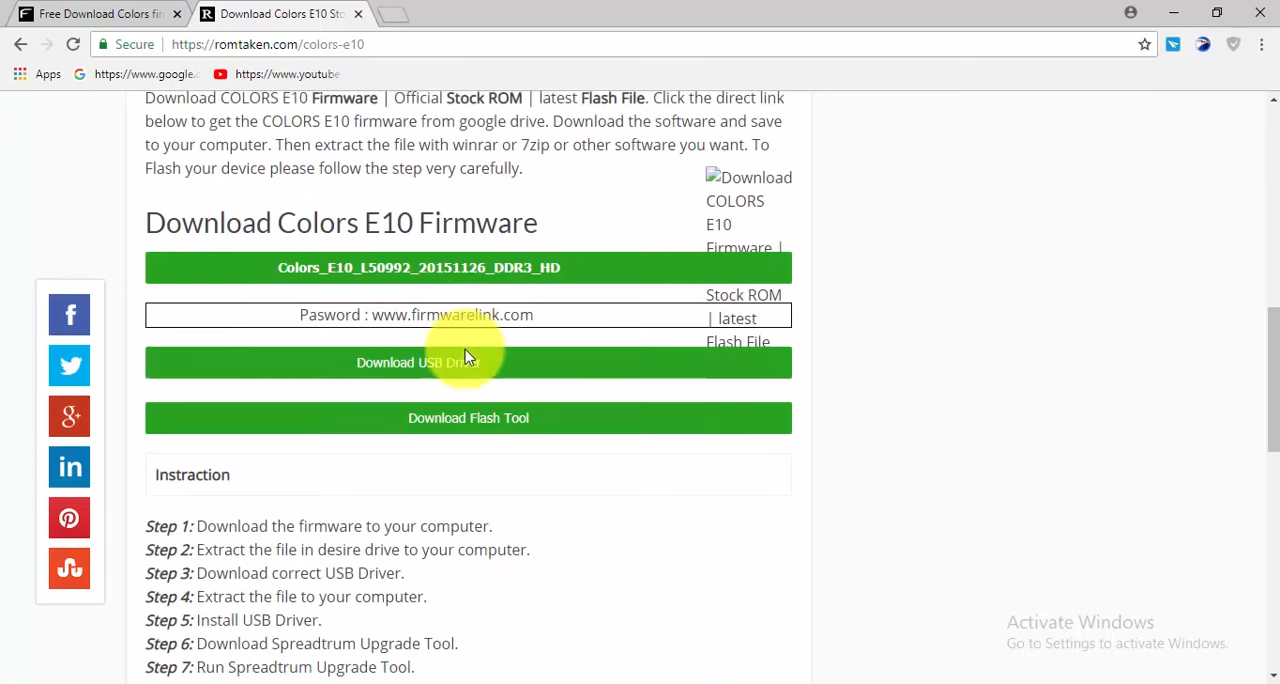 Free Download Colors fir
Download Colors E10 Sto
Secure
https://romtaken.com/colors-e10
Apps
https://www.google.c
https://www.youtube
Download COLORS E10 Firmware | Official Stock ROM | latest Flash File. Click the direct link
below to get the COLORS E10 firmware from google drive. Download the software and save
to your computer. Then extract the file with winrar or 7zip or other software you want. To
Flash your device please follow the step very carefully.
Download
COLORS
E10
Firmware |
Stock ROM
| latest
Flash File
Download Colors E10 Firmware
Colors_E10_L50992_20151126_DDR3_HD
Pasword : www.firmwarelink.com
Download USB Driver
Download Flash Tool
Instraction
Step 1: Download the firmware to your computer.
Step 2: Extract the file in desire drive to your computer.
Step 3: Download correct USB Driver.
Step 4: Extract the file to your computer.
Step 5: Install USB Driver.
Step 6: Download Spreadtrum Upgrade Tool.
Step 7: Run Spreadtrum Upgrade Tool.
Activate Windows
Go to Settings to activate Windows.